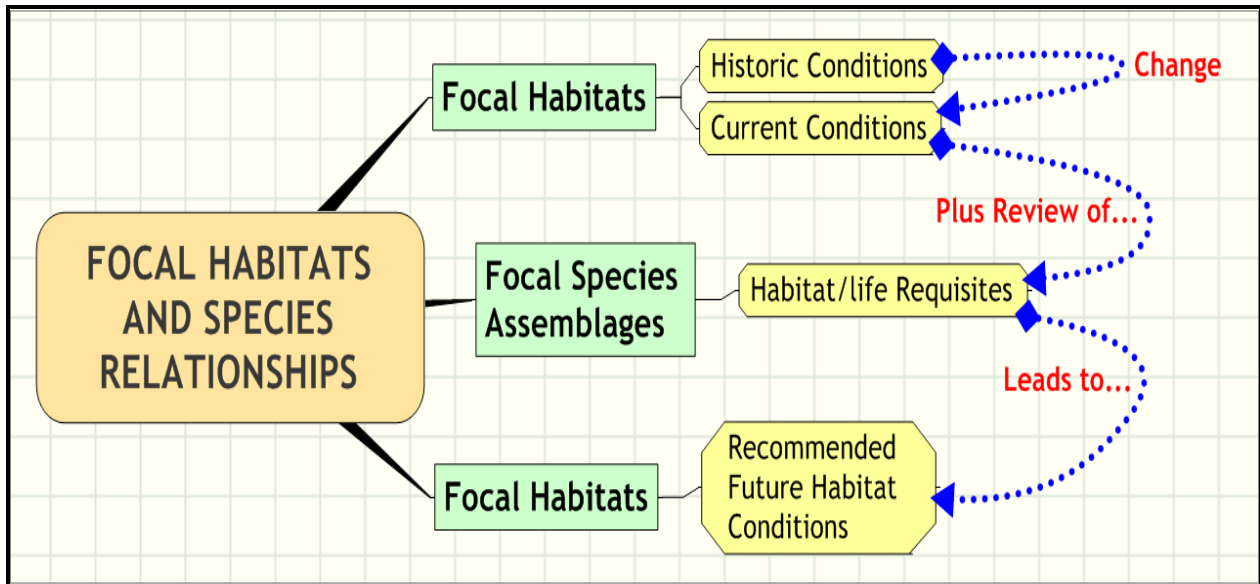 Focal Habitats
Historic Conditions
Current Conditions
Change
Plus Review of...
FOCAL HABITATS
AND SPECIES
RELATIONSHIPS
Focal Species
Assemblages
Habitat/life Requisites
Leads to...
Focal Habitats
Recommended
Future Habitat
Conditions